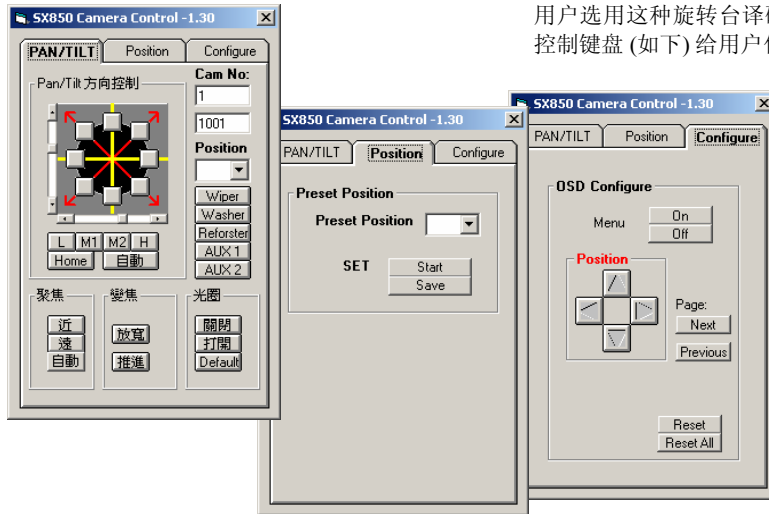 用户选用这种旋转台译
控制键盘 (如下) 给用户
SX850 Camera Control -1.30
PAN/TILT
Position
Configure
Pan/Tilt 方向控制
Cam No:
1
1001
Position
Wiper
Washer
Reforster
AUX 1
AUX 2
L
M1
M2
H
Home
自動
聚焦
近
遠
自動
變焦
放寬
推進
光圈
關閉
打開
Default
SX850 Camera Control -1.30
PAN/TILT
Position
Configure
Preset Position
Preset Position
SET
Start
Save
SX850 Camera Control -1.30
PAN/TILT
Position
Configure
OSD Configure
Menu
On
Off
Position
Page:
Next
Previous
Reset
Reset All